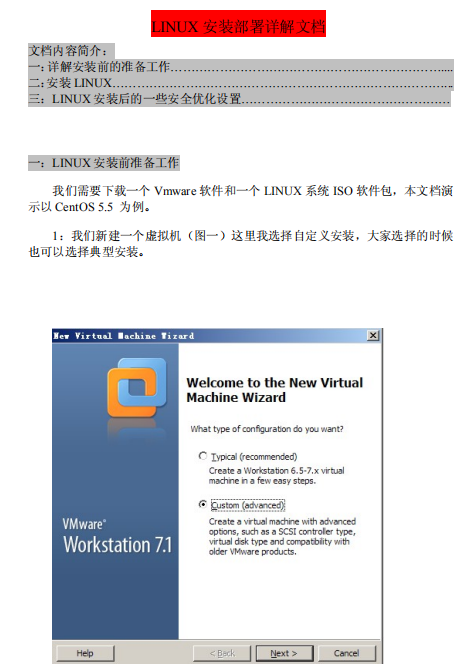 LINUX 安装部署详解文档
文档内容简介:
一: 详解安装前的准备工作……………………………………………………………...
二: 安装 LINUX……………………………………………………………………..
三: LINUX 安装后的一些安全优化设置………………………………………
一: LINUX 安装前准备工作
我们需要下载一个 Vmware 软件和一个 LINUX 系统 ISO 软件包，本文档演
示以 CentOS 5.5 为例。
1: 我们新建一个虚拟机（图一）这里我选择自定义安装，大家选择的时候
也可以选择典型安装。
New Virtual Machine Wizard
Welcome to the New Virtual
Machine Wizard
What type of configuration do you want?
Typical (recommended)
Create a Workstation 6.5-7.x virtual
machine in a few easy steps.
Custom (advanced)
Create a virtual machine with advanced
options, such as a SCSI controller type,
virtual disk type and compatibility with
older VMware products.
VMware®
Workstation 7.1
Help
< Back
Next >
Cancel